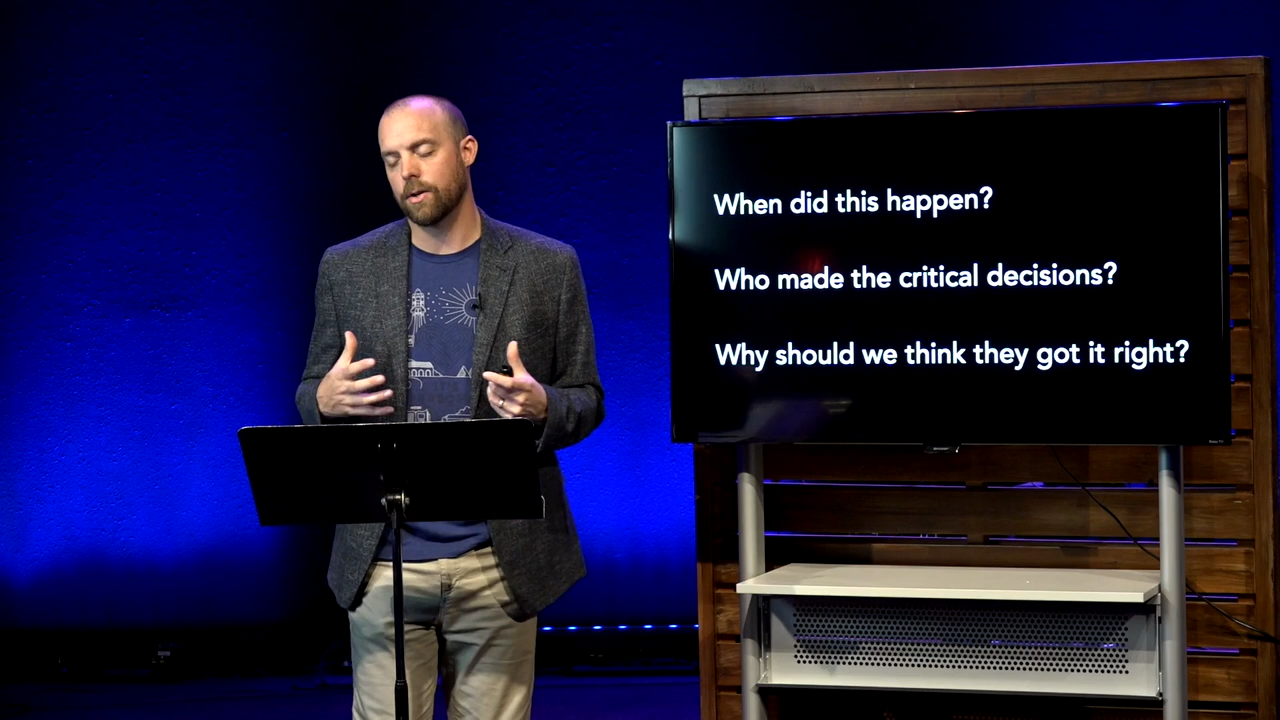 When did this happen?
Who made the critical decisions?
Why should we think they got it right?